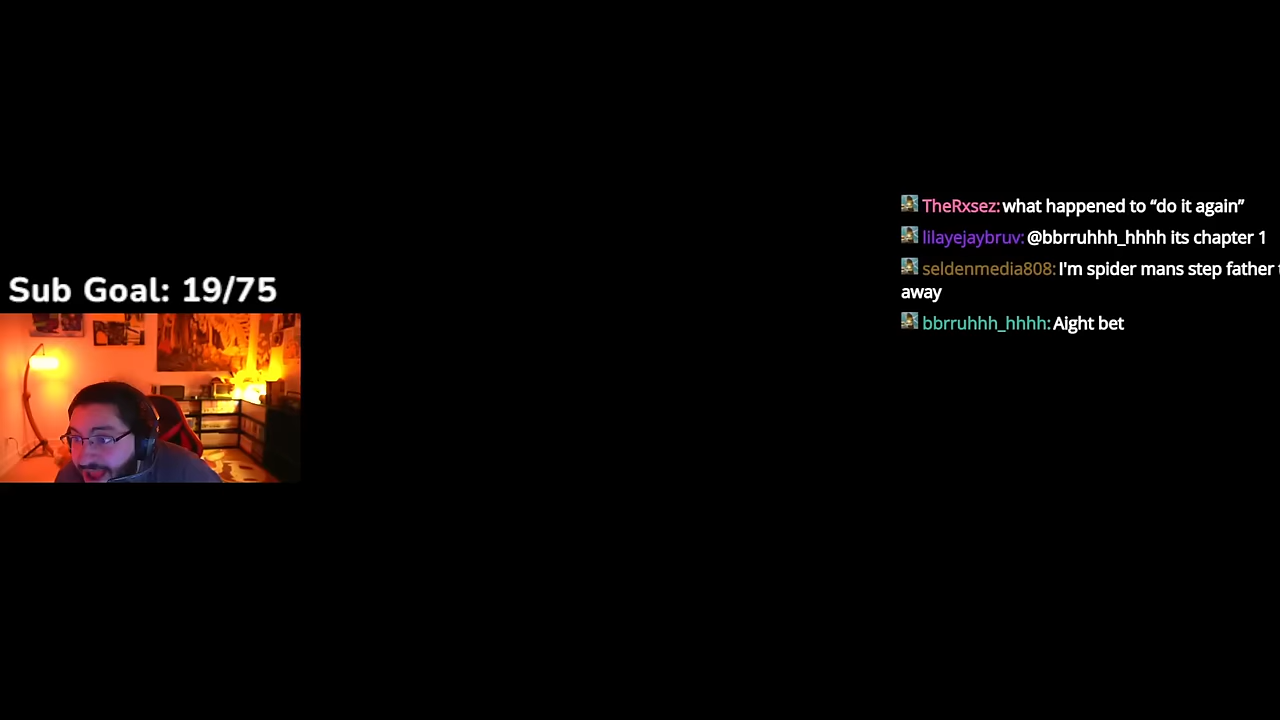 TheRxsez: what happened to “do it again”
lilayejaybruv: @bbrruhhh_hhhh its chapter 1
seldenmedia808: I'm spider mans step father
away
Sub Goal: 19/75
bbrruhhh_hhhh: Aight bet